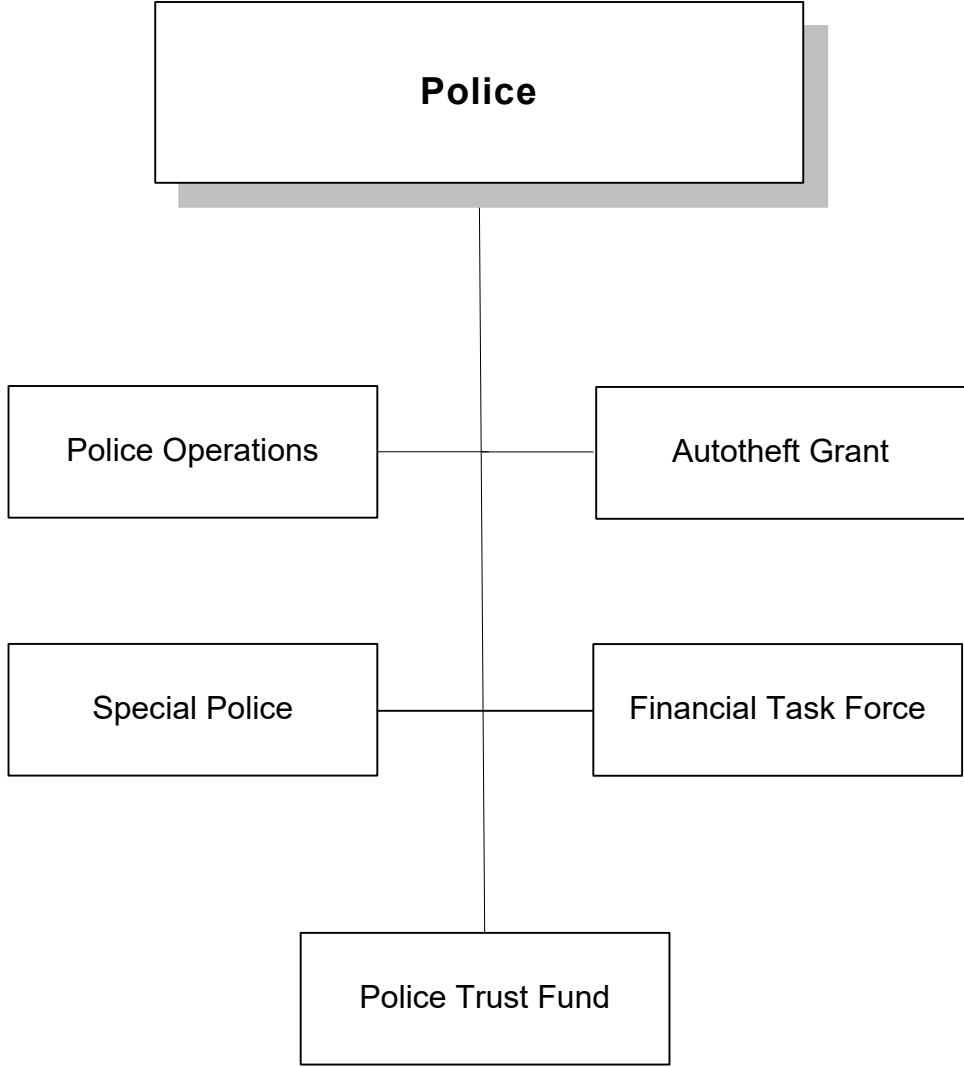 Police
Police Operations
Autotheft Grant
Special Police
Financial Task Force
Police Trust Fund